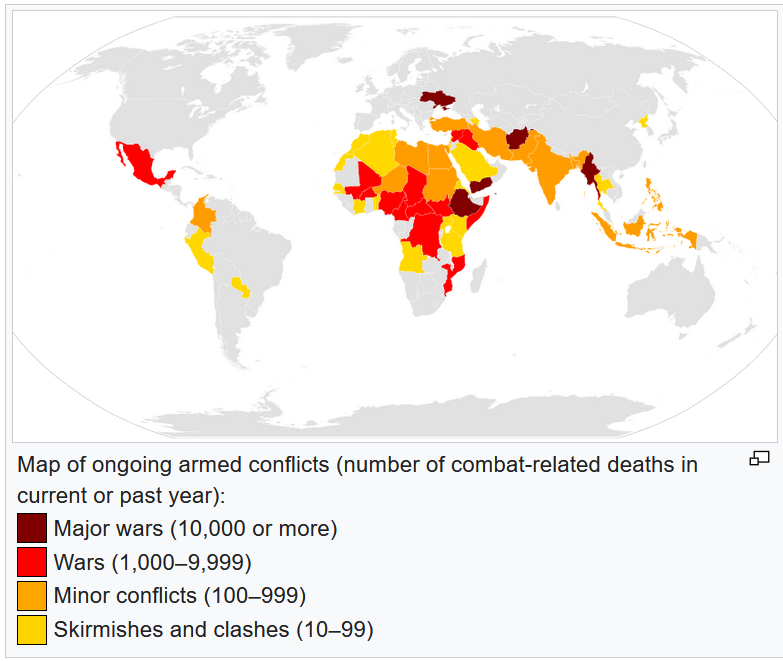 Map of ongoing armed conflicts (number of combat-related deaths in
current or past year):
Major wars (10,000 or more)
Wars (1,000–9,999)
Minor conflicts (100–999)
Skirmishes and clashes (10–99)